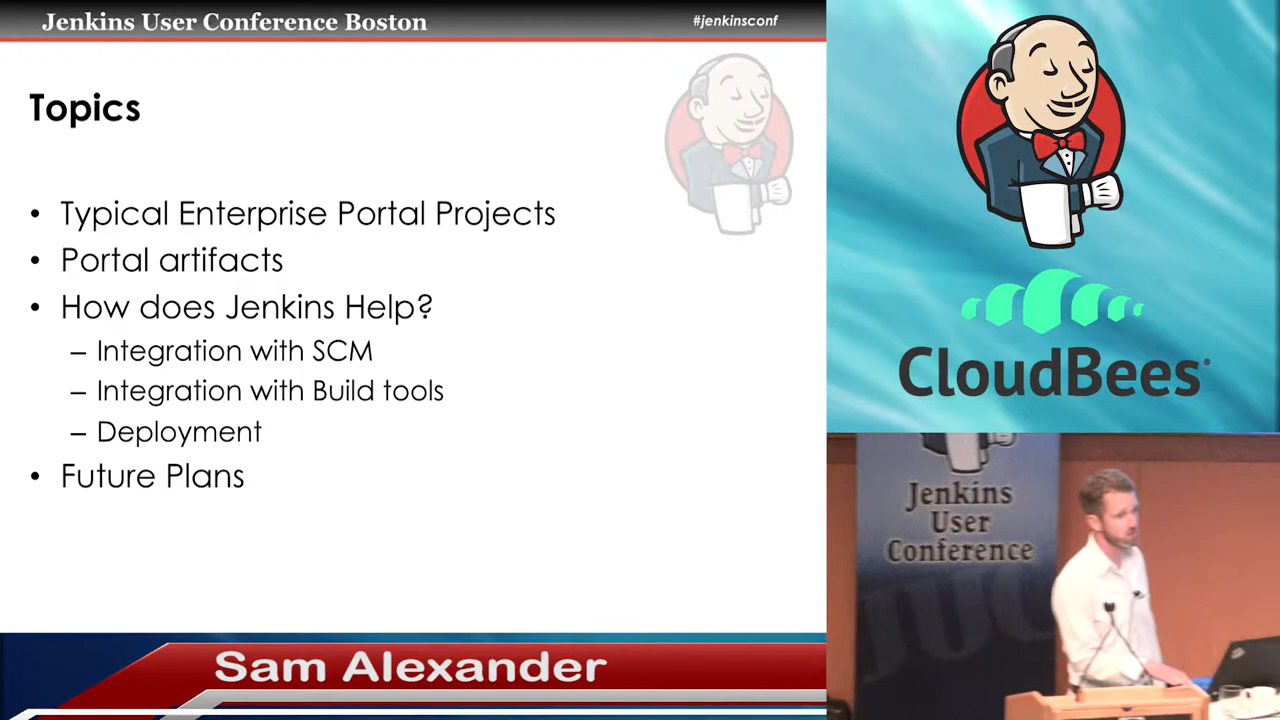 Jenkins User Conference Boston
#jenkinsconf
Topics
• Typical Enterprise Portal Projects
• Portal artifacts
• How does Jenkins Help?
– Integration with SCM
– Integration with Build tools
– Deployment
• Future Plans
Sam Alexander
CloudBees®
Jenkins
User
Conference
JUC